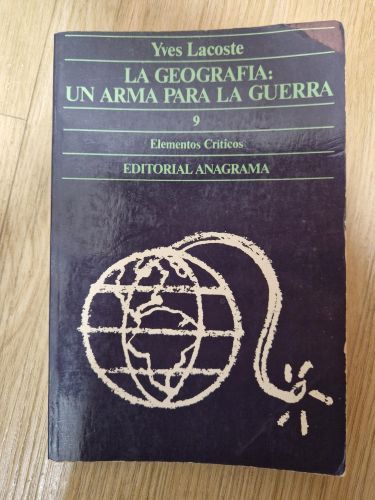 Yves Lacoste
LA GEOGRAFIA:
UN ARMA PARA LA GUERRA
9
Elementos Críticos
EDITORIAL ANAGRAMA